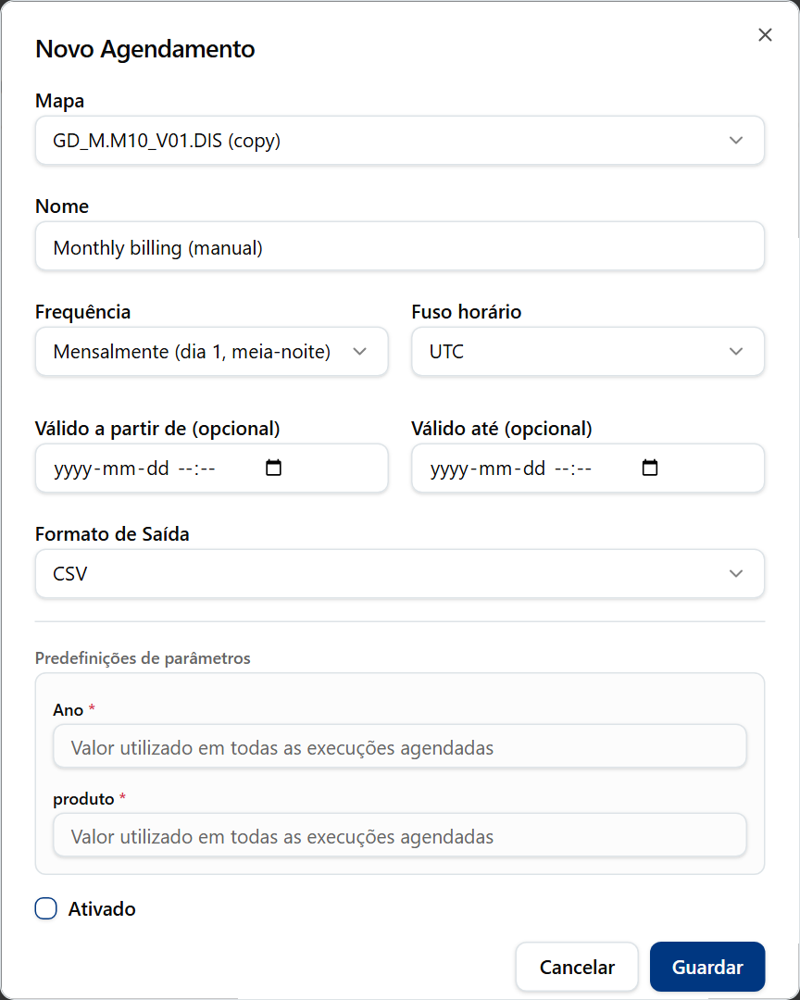 Novo Agendamento
Mapa
GD_M.M10_V01.DIS (copy)
Nome
Monthly billing (manual)
Frequência
Fuso horário
Mensalmente (dia 1, meia-noite)
UTC
Válido a partir de (opcional)
Válido até (opcional)
yyyy-mm-dd --:--
yyyy-mm-dd --:--
Formato de Saída
CSV
Predefinições de parâmetros
Ano *
Valor utilizado em todas as execuções agendadas
produto *
Valor utilizado em todas as execuções agendadas
Ativado
Cancelar
Guardar